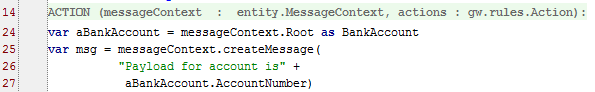 14 ACTION (messageContext : entity.MessageContext, actions : gw.rules.Action):
24 var aBankAccount = messageContext.Root as BankAccount
25 var msg = messageContext.createMessage(
26 "Payload for account is" +
27 aBankAccount.AccountNumber)